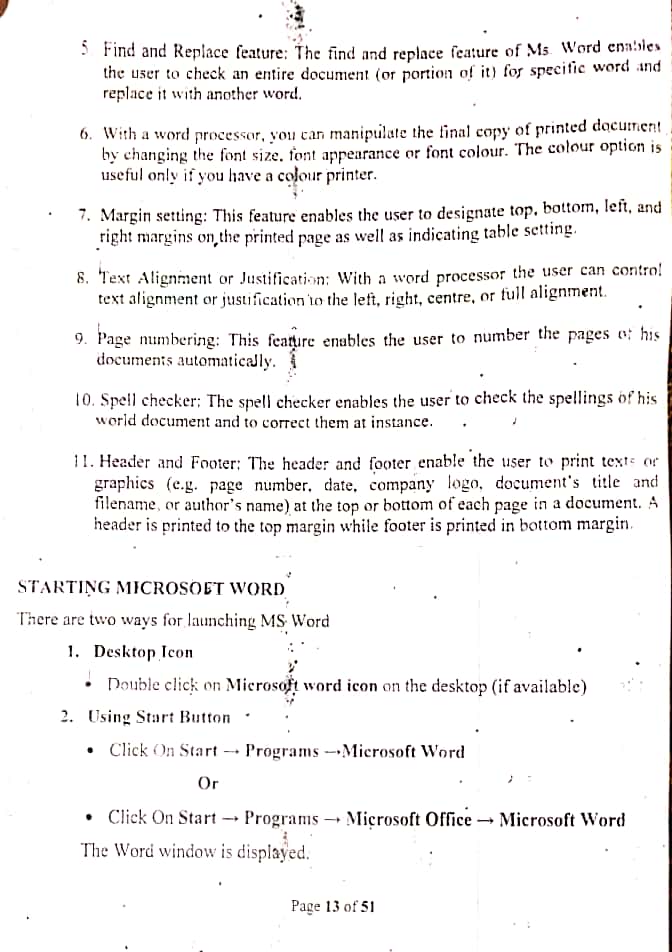 5 Find and Replace feature: The find and replace feature of Ms Word enables
the user to check an entire document (or portion of it) for specific word and
replace it with another word.
6. With a word processor, you can manipulate the final copy of printed document
by changing the font size, font appearance or font colour. The colour option is
useful only if you have a colour printer.
7. Margin setting: This feature enables the user to designate top, bottom, left, and
right margins on the printed page as well as indicating table setting.
8. Text Alignment or Justification: With a word processor the user can control
text alignment or justification to the left, right, centre, or full alignment.
9. Page numbering: This feature enables the user to number the pages of his
documents automatically.
10. Spell checker: The spell checker enables the user to check the spellings of his
world document and to correct them at instance.
11. Header and Footer: The header and footer enable the user to print texts or
graphics (e.g. page number, date, company logo, document's title and
filename, or author's name) at the top or bottom of each page in a document. A
header is printed to the top margin while footer is printed in bottom margin.
STARTING MICROSOFT WORD
There are two ways for launching MS Word
1. Desktop Icon
• Double click on Microsoft word icon on the desktop (if available)
2. Using Start Button
• Click On Start → Programs →Microsoft Word
Or
• Click On Start → Programs → Microsoft Office → Microsoft Word
The Word window is displayed.
Page 13 of 51